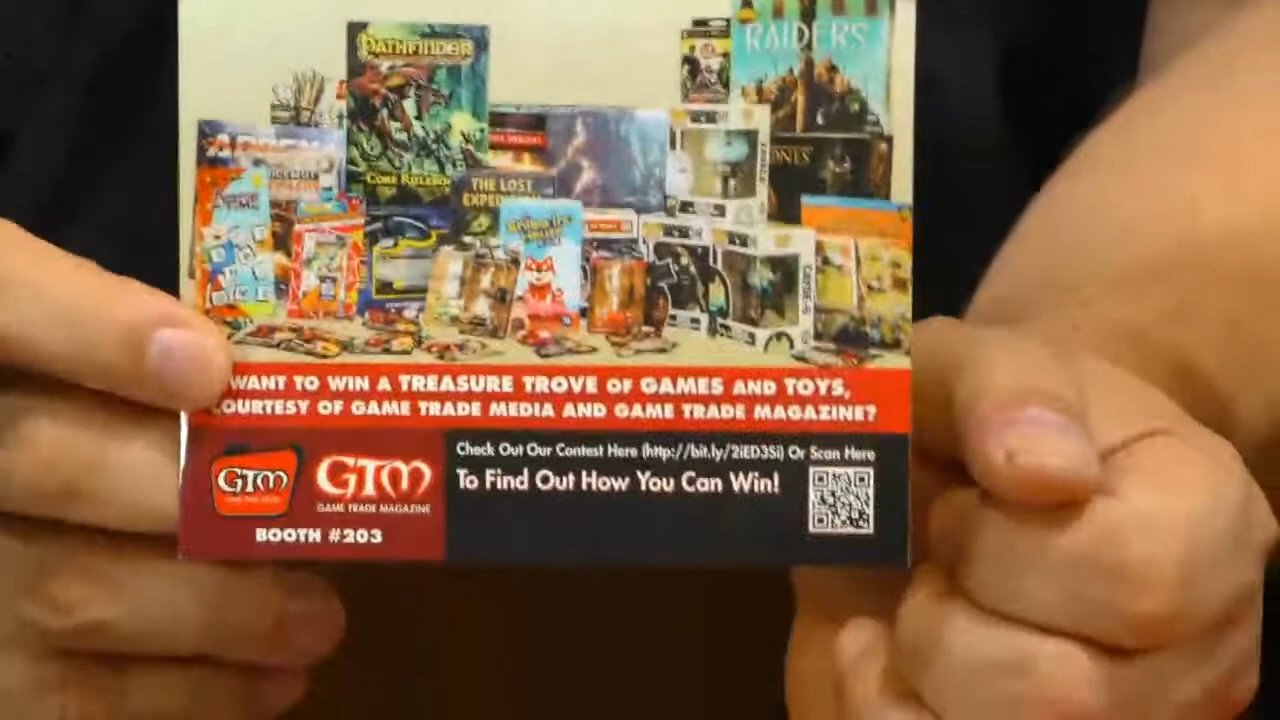 RAIDERS
PATHFINDER
CORE RULEBOOK
THE LOST
EXPEDITION
WANT TO WIN A TREASURE TROVE OF GAMES AND TOYS,
COURTESY OF GAME TRADE MEDIA AND GAME TRADE MAGAZINE?
Check Out Our Contest Here (http://bit.ly/2iED3Si) Or Scan Here
To Find Out How You Can Win!
GTM
GTM
GAME TRADE MAGAZINE
BOOTH #203